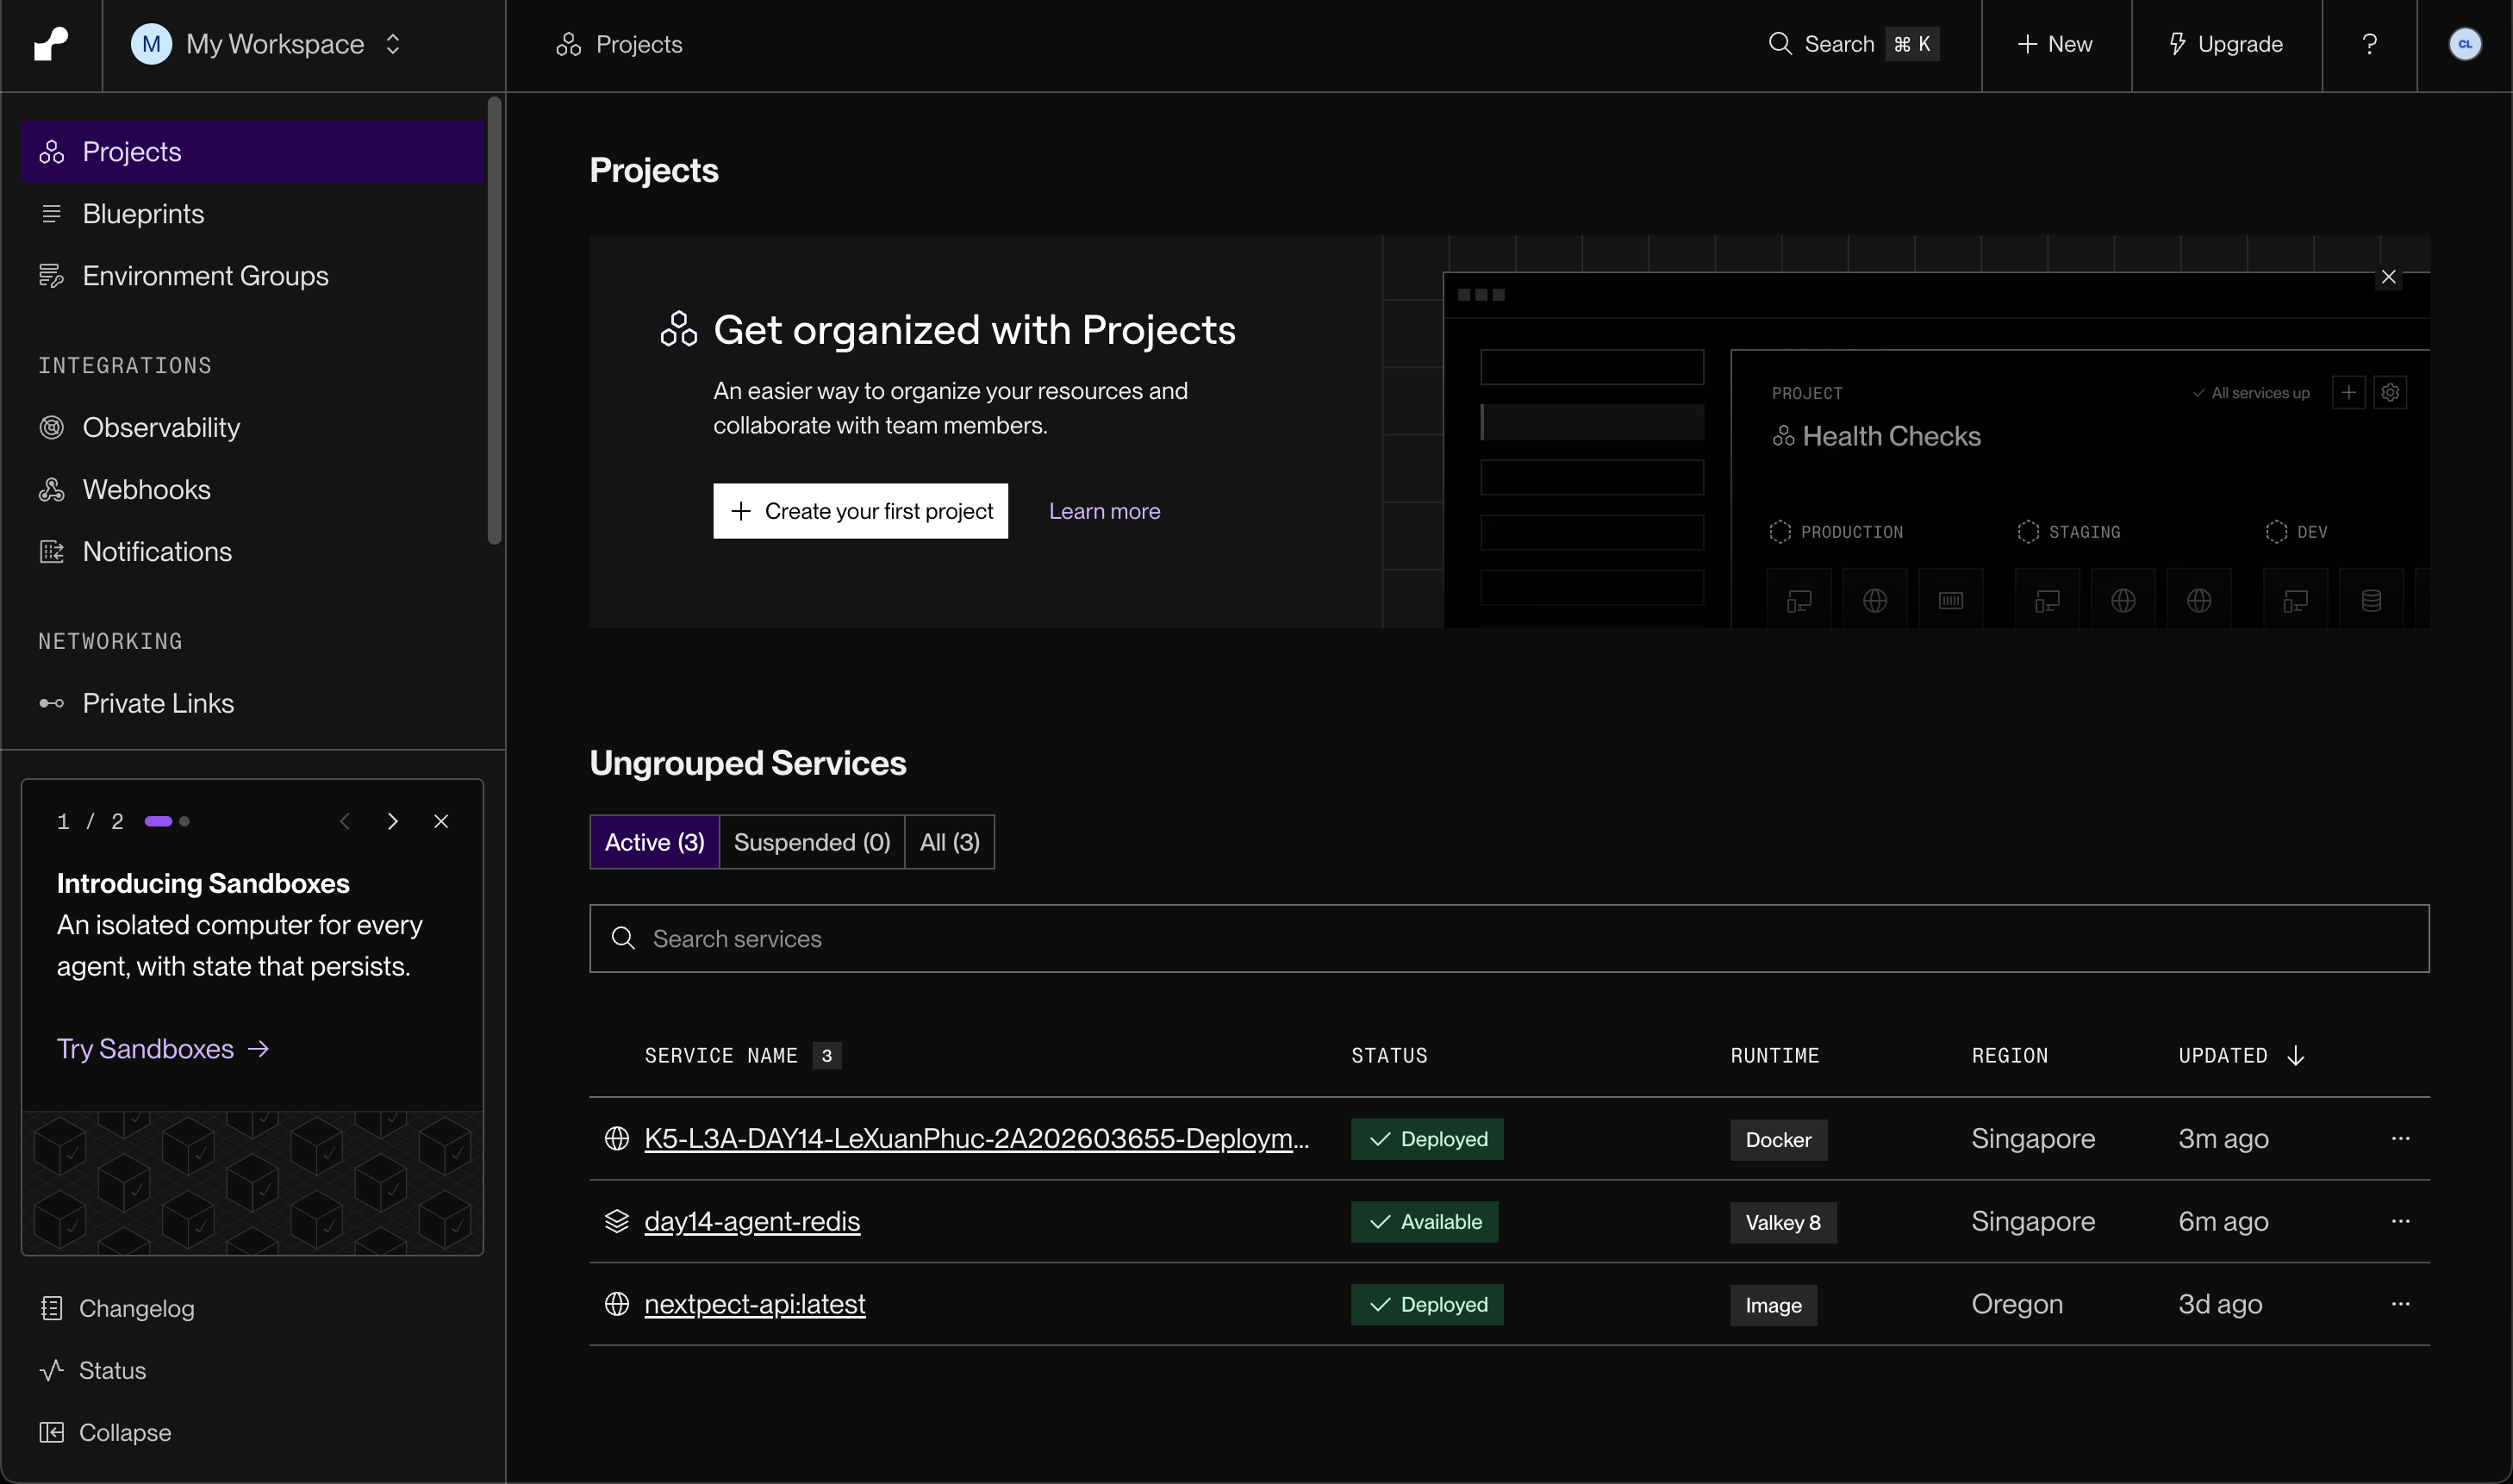 M My Workspace
Projects
Search ⌘ K
+ New
Upgrade
?
CL
Projects
Blueprints
Environment Groups
INTEGRATIONS
Observability
Webhooks
Notifications
NETWORKING
Private Links
1 / 2
Introducing Sandboxes
An isolated computer for every
agent, with state that persists.
Try Sandboxes →
Changelog
Status
Collapse
Projects
Get organized with Projects
An easier way to organize your resources and
collaborate with team members.
+ Create your first project
Learn more
PROJECT
All services up
Health Checks
PRODUCTION
STAGING
DEV
Ungrouped Services
Active (3)
Suspended (0)
All (3)
Search services
SERVICE NAME 3 STATUS RUNTIME REGION UPDATED ↓
K5-L3A-DAY14-LeXuanPhuc-2A202603655-Deploym... Deployed Docker Singapore 3m ago ...
day14-agent-redis Available Valkey 8 Singapore 6m ago ...
nextpect-api:latest Deployed Image Oregon 3d ago ...